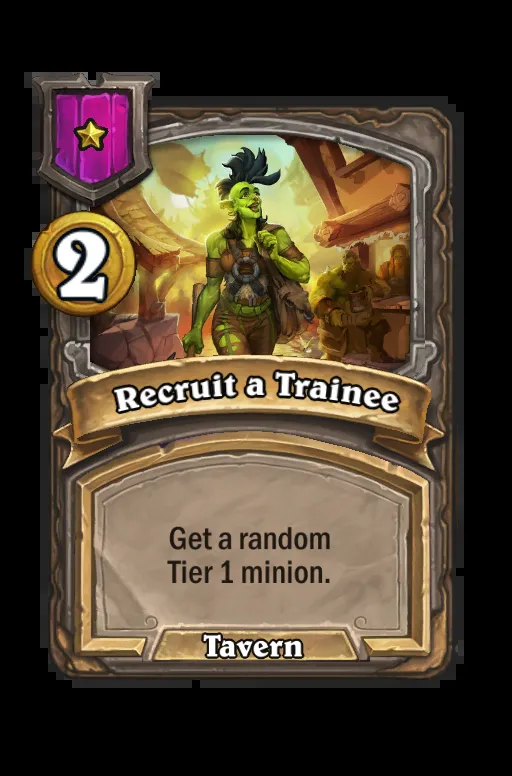 2
Recruit a Trainee
Get a random
Tier 1 minion.
Tavern